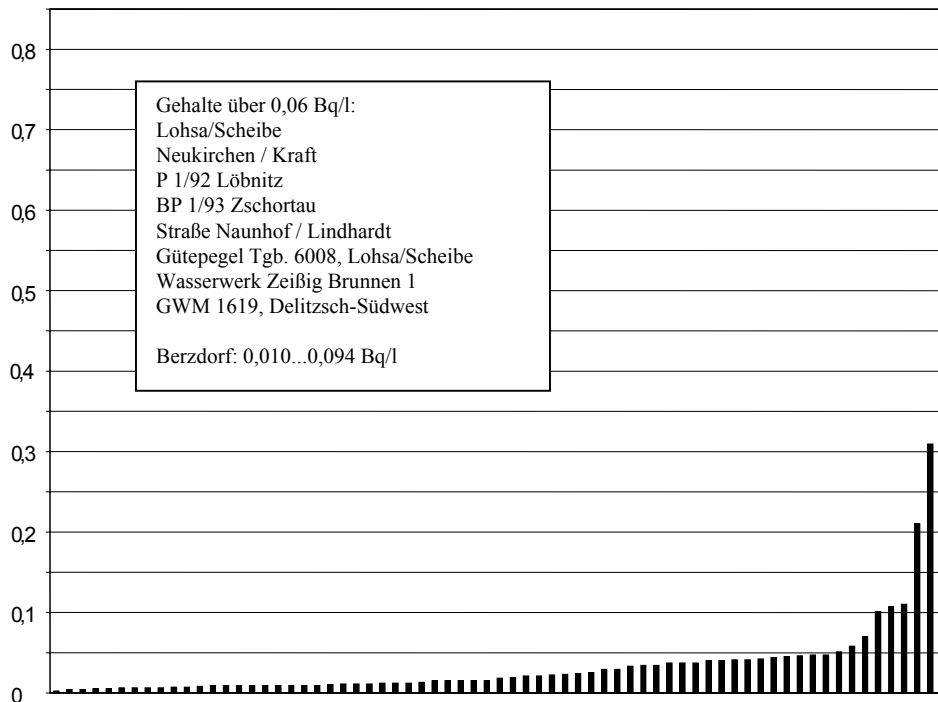 0,8
0,7
0,6
0,5
0,4
0,3
0,2
0,1
0
Gehalte über 0,06 Bq/l:
Lohsa/Scheibe
Neukirchen / Kraft
P 1/92 Löbnitz
BP 1/93 Zschortau
Straße Naunhof / Lindhardt
Gütepegel Tgb. 6008, Lohsa/Scheibe
Wasserwerk Zeißig Brunnen 1
GWM 1619, Delitzsch-Südwest
Berzdorf: 0,010...0,094 Bq/l